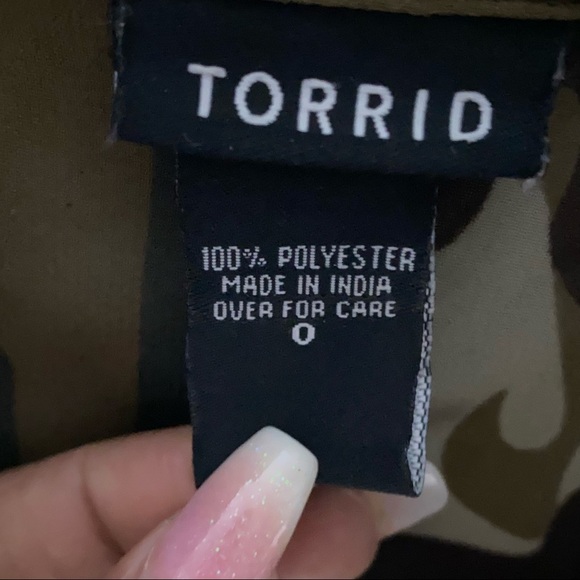 TORRID
100% POLYESTER
MADE IN INDIA
OVER FOR CARE
0